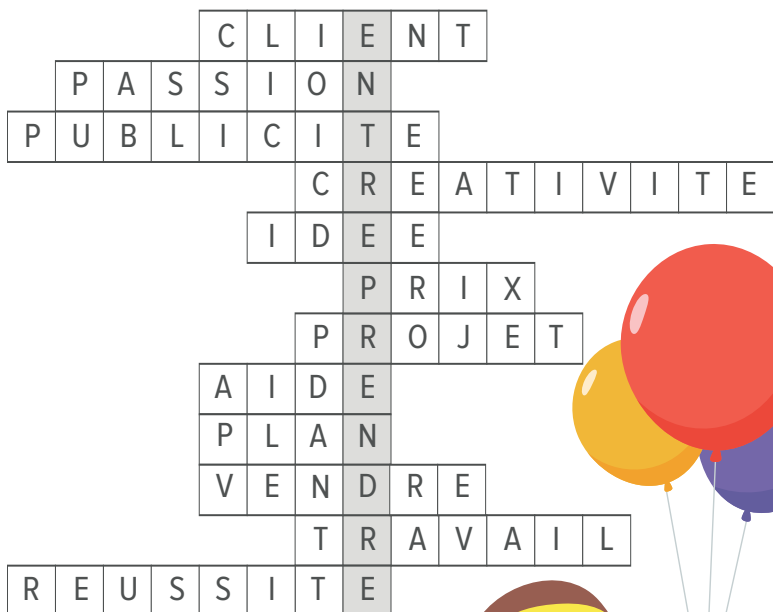 CLIENT
PASSION
PUBLICITE
CREATIVITE
IDEE
PRIX
PROJET
AIDE
PLAN
VENDRE
TRAVAIL
REUSSITE